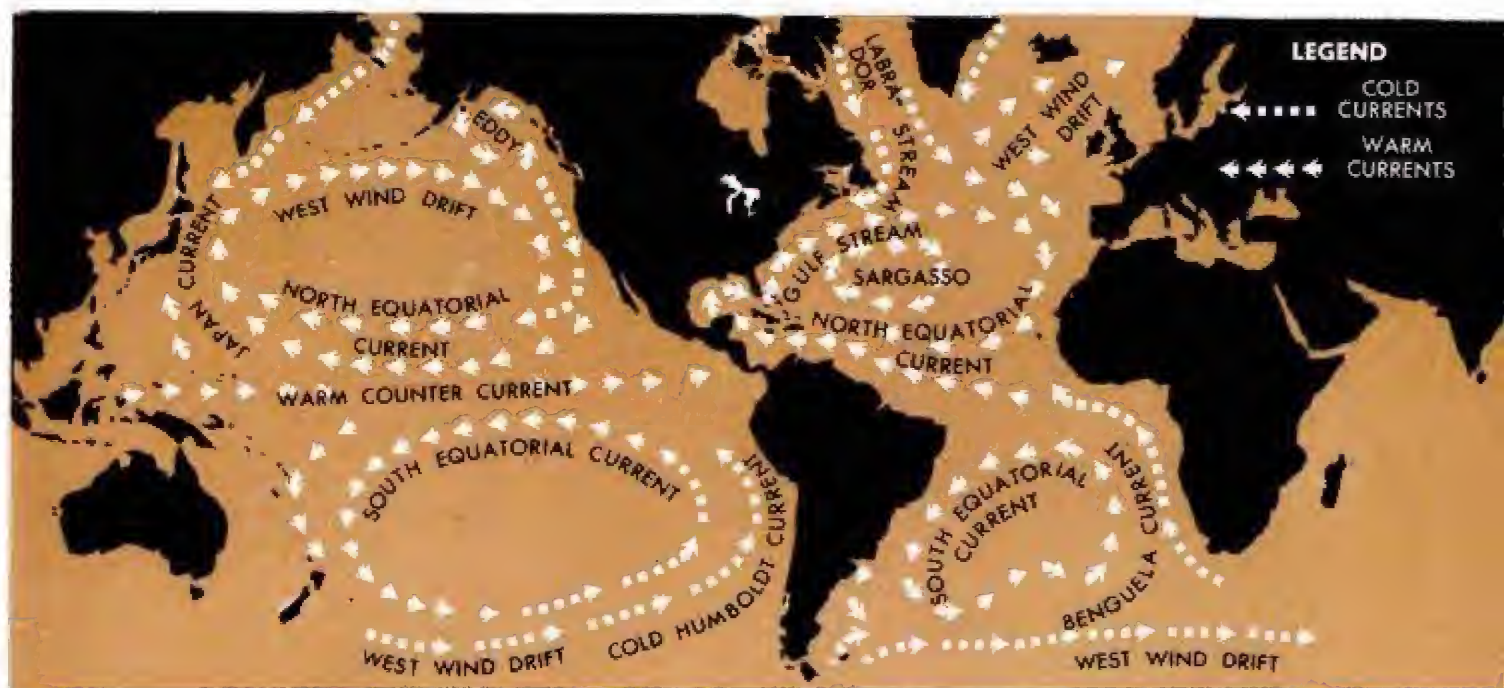 LEGEND
COLD
CURRENTS
WARM
CURRENTS
LABRA-
DOR
STREAM
WEST WIND
DRIFT
EDDY
WEST WIND DRIFT
JAPAN CURRENT
NORTH EQUATORIAL
CURRENT
WARM COUNTER CURRENT
GULF STREAM
SARGASSO
NORTH EQUATORIAL
CURRENT
SOUTH EQUATORIAL CURRENT
COLD HUMBOLDT CURRENT
WEST WIND DRIFT
SOUTH EQUATORIAL
CURRENT
BENGUELA CURRENT
WEST WIND DRIFT